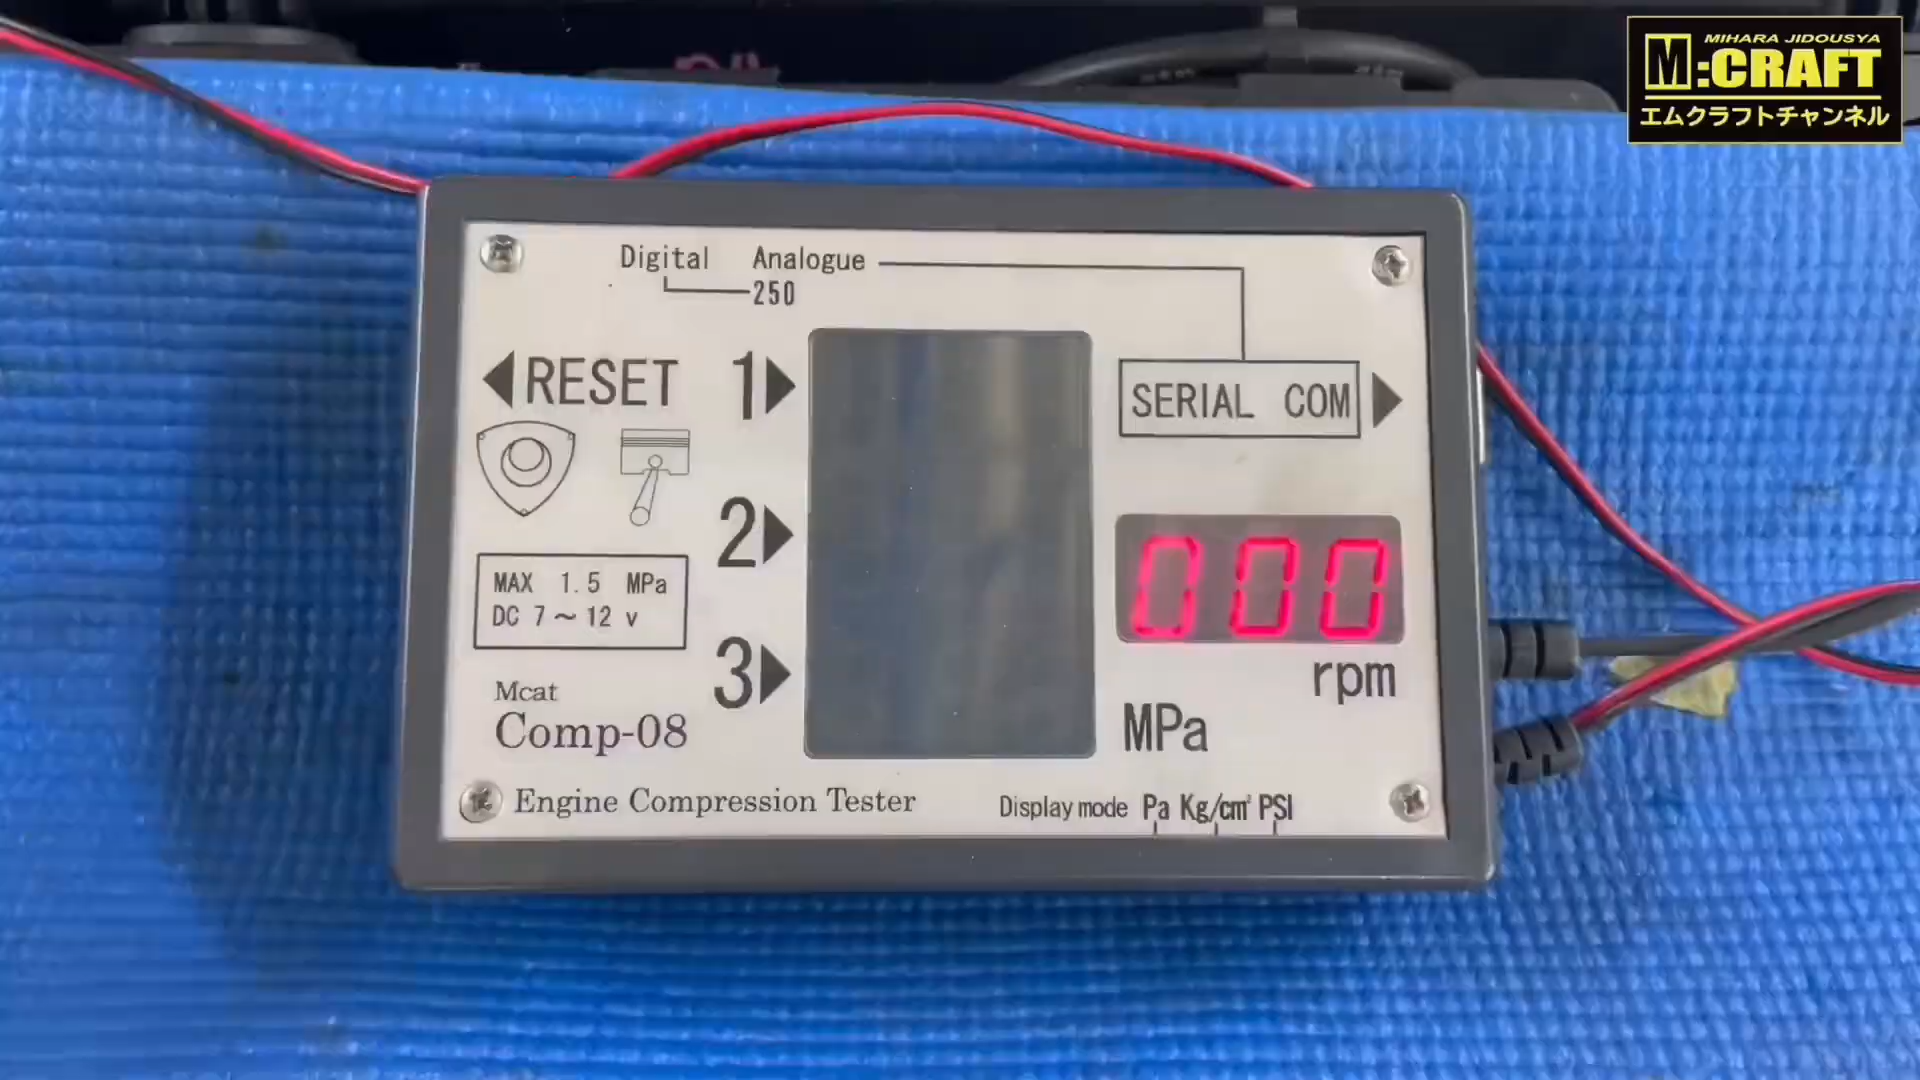 MIHARA JIDOUSYA
M:CRAFT
エムクラフトチャンネル
Digital Analogue
250
RESET
1
SERIAL COM
2
000
MAX 1.5 MPa
DC 7～12 v
3
rpm
Mcat
Comp-08
MPa
Engine Compression Tester
Display mode Pa Kg/cm² PSI